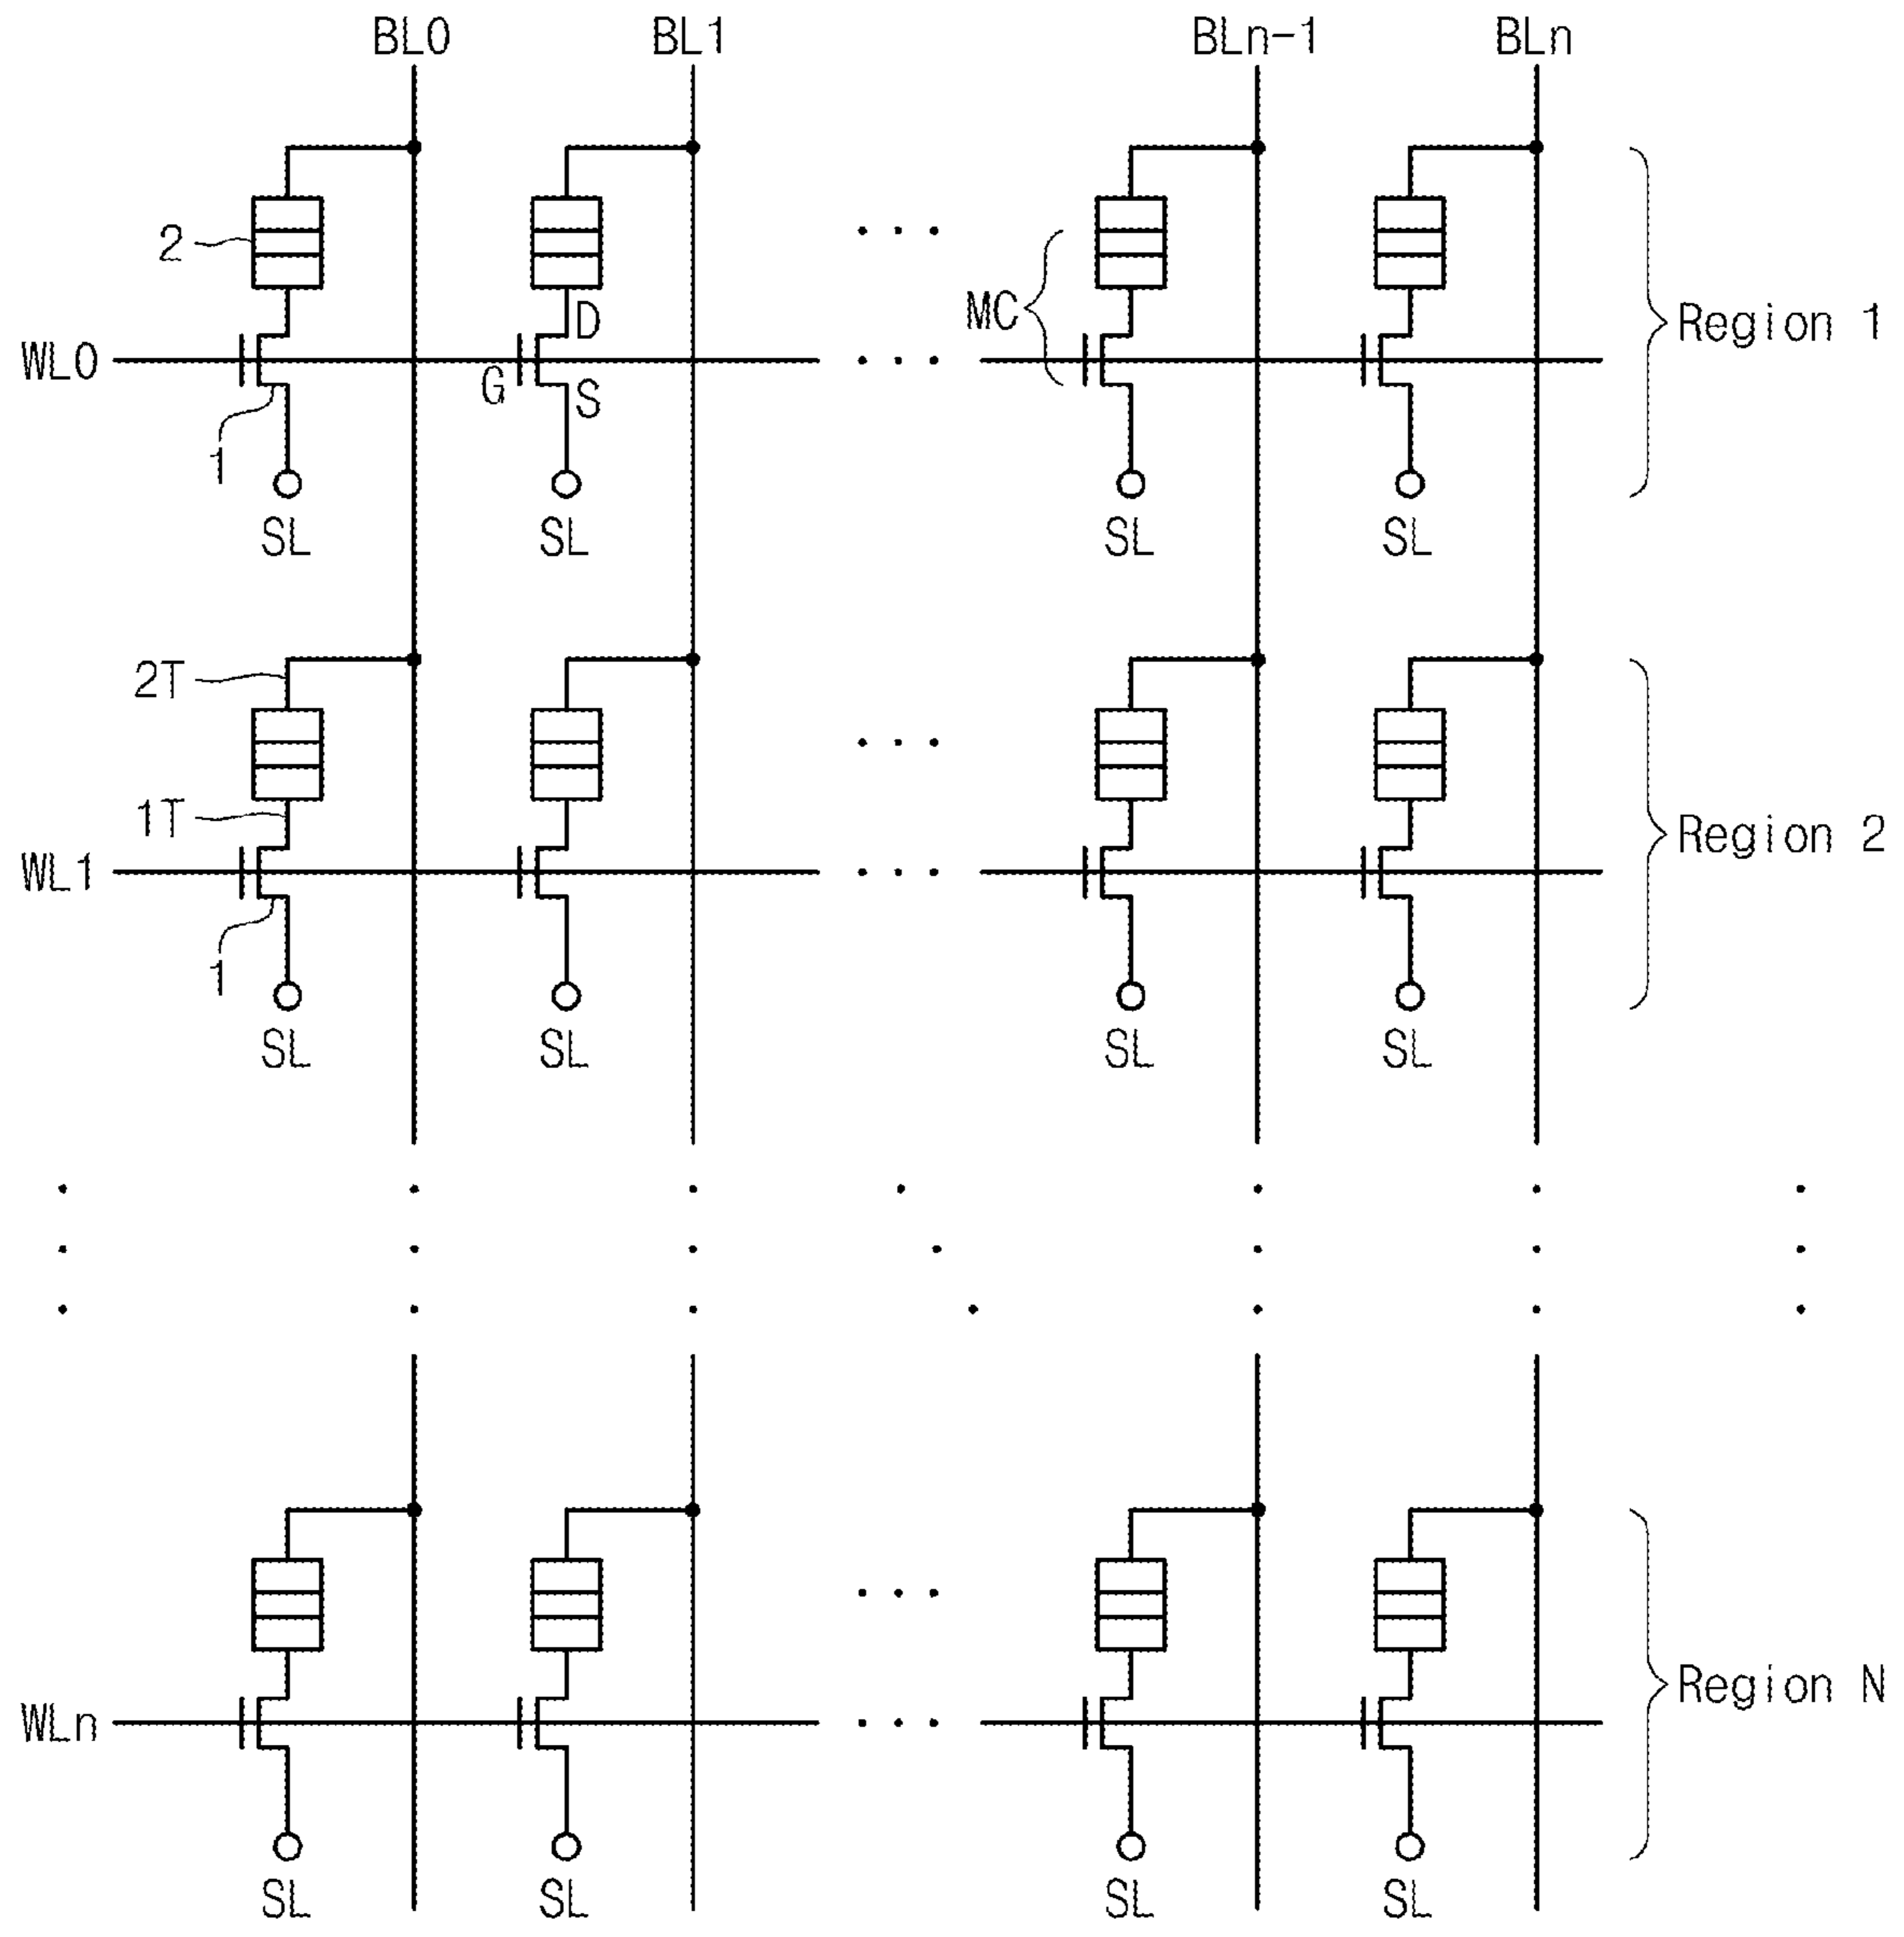 BL0 BL1 BLn-1 BLn
2
MC
D
Region 1
WL0
G
S
1
SL SL SL SL
2T
1T
Region 2
WL1
1
SL SL SL SL
Region N
WLn
SL SL SL SL